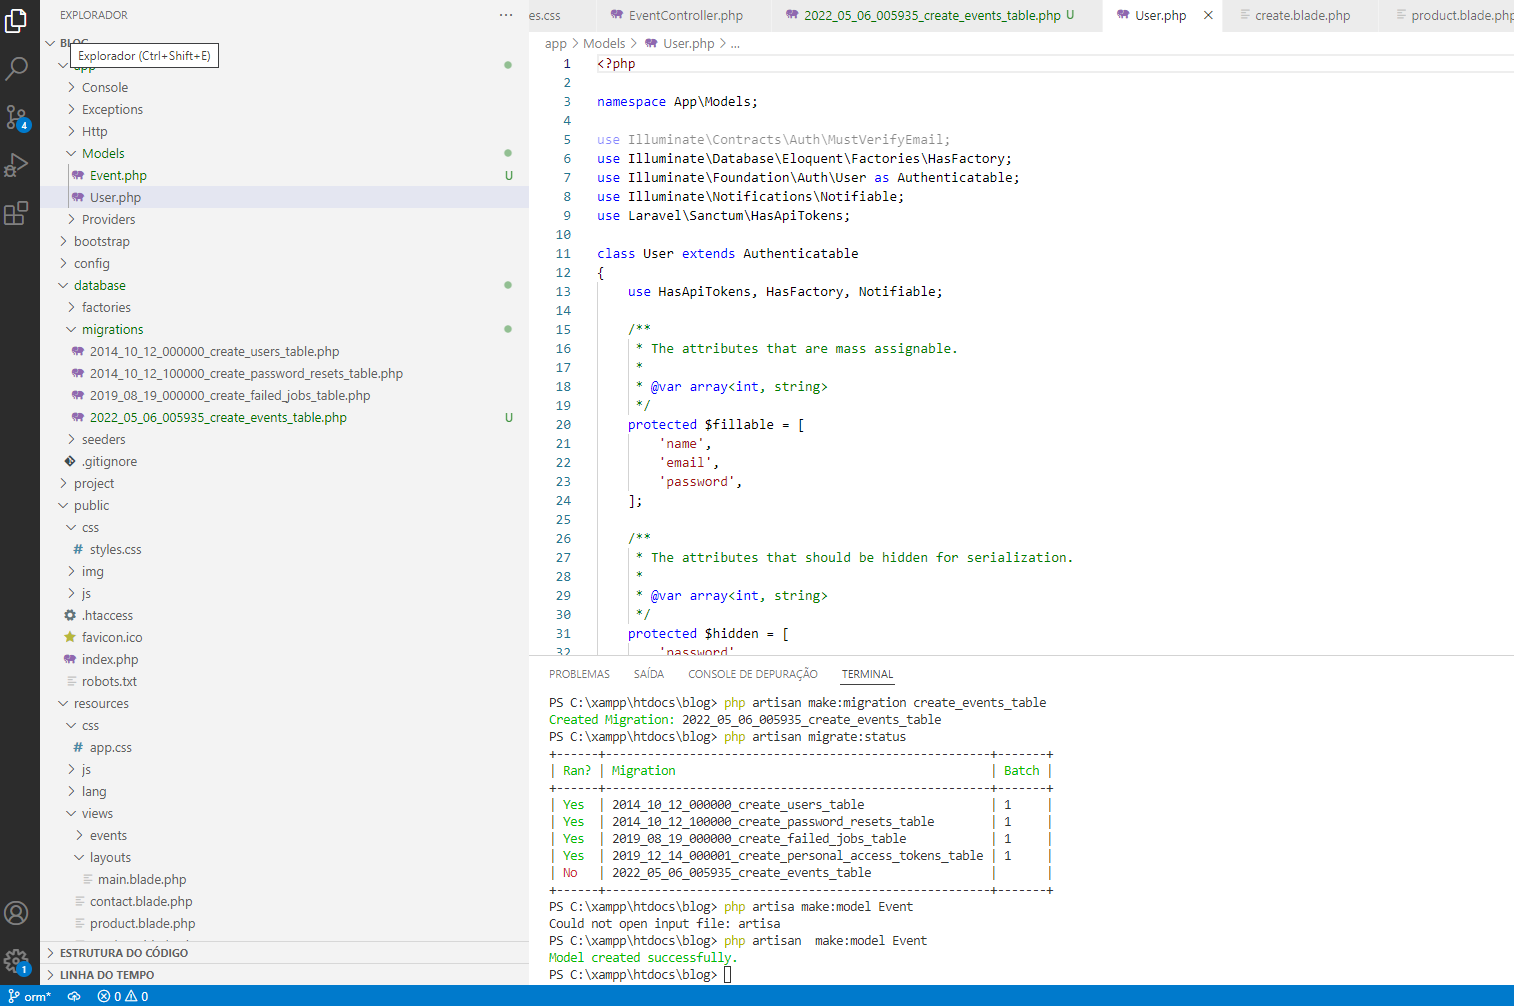 EXPLORADOR
Explorador (Ctrl+Shift+E)
Console
Exceptions
Http
Models
Event.php U
User.php
Providers
bootstrap
config
database
factories
migrations
2014_10_12_000000_create_users_table.php
2014_10_12_100000_create_password_resets_table.php
2019_08_19_000000_create_failed_jobs_table.php
2022_05_06_005935_create_events_table.php U
seeders
.gitignore
project
public
css
styles.css
img
js
.htaccess
favicon.ico
index.php
robots.txt
resources
css
app.css
js
lang
views
events
layouts
main.blade.php
contact.blade.php
product.blade.php
ESTRUTURA DO CÓDIGO
LINHA DO TEMPO
4
1
es.css EventController.php 2022_05_06_005935_create_events_table.php U User.php create.blade.php product.blade.php
app > Models > User.php > ...
1 <?php
2
3 namespace App\Models;
4
5 use Illuminate\Contracts\Auth\MustVerifyEmail;
6 use Illuminate\Database\Eloquent\Factories\HasFactory;
7 use Illuminate\Foundation\Auth\User as Authenticatable;
8 use Illuminate\Notifications\Notifiable;
9 use Laravel\Sanctum\HasApiTokens;
10
11 class User extends Authenticatable
12 {
13 use HasApiTokens, HasFactory, Notifiable;
14
15 /**
16 * The attributes that are mass assignable.
17 *
18 * @var array<int, string>
19 */
20 protected $fillable = [
21 'name',
22 'email',
23 'password',
24 ];
25
26 /**
27 * The attributes that should be hidden for serialization.
28 *
29 * @var array<int, string>
30 */
31 protected $hidden = [
32 'password'
PROBLEMAS SAÍDA CONSOLE DE DEPURAÇÃO TERMINAL
PS C:\xampp\htdocs\blog> php artisan make:migration create_events_table
Created Migration: 2022_05_06_005935_create_events_table
PS C:\xampp\htdocs\blog> php artisan migrate:status
+------+------------------------------------------------------+-------+
| Ran? | Migration | Batch |
+------+------------------------------------------------------+-------+
| Yes | 2014_10_12_000000_create_users_table | 1 |
| Yes | 2014_10_12_100000_create_password_resets_table | 1 |
| Yes | 2019_08_19_000000_create_failed_jobs_table | 1 |
| Yes | 2019_12_14_000001_create_personal_access_tokens_table | 1 |
| No | 2022_05_06_005935_create_events_table | |
+------+------------------------------------------------------+-------+
PS C:\xampp\htdocs\blog> php artisa make:model Event
Could not open input file: artisa
PS C:\xampp\htdocs\blog> php artisan  make:model Event
Model created successfully.
PS C:\xampp\htdocs\blog>
orm* 0 0